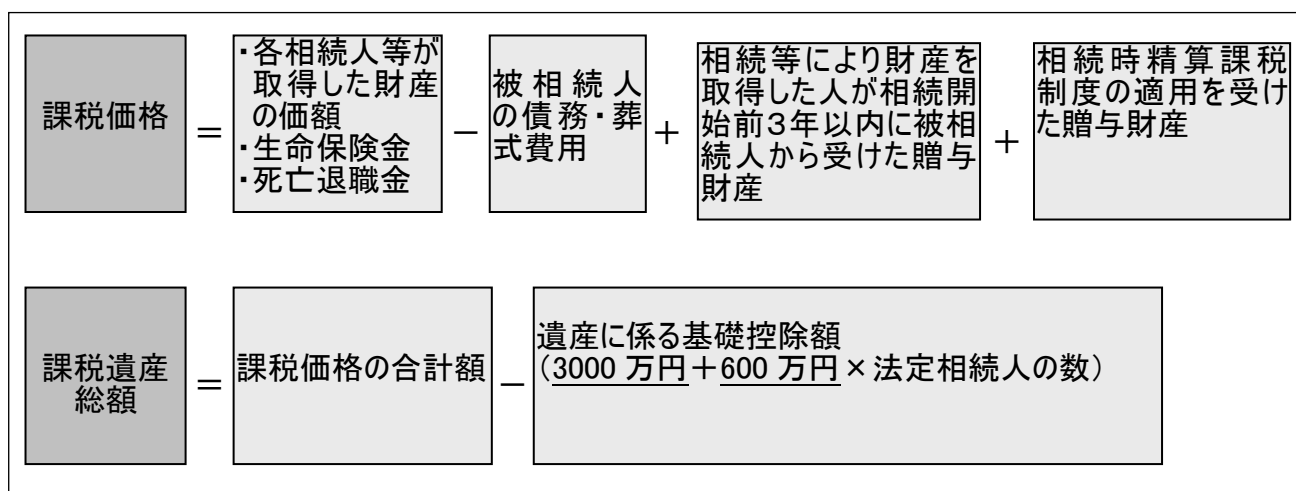 課税価格
＝
・各相続人等が
取得した財産
の価額
・生命保険金
・死亡退職金
－
被相続人
の債務・葬
式費用
＋
相続等により財産を
取得した人が相続開
始前3年以内に被相
続人から受けた贈与
財産
＋
相続時精算課税
制度の適用を受け
た贈与財産
課税遺産
総額
＝
課税価格の合計額
－
遺産に係る基礎控除額
（3000 万円＋600 万円×法定相続人の数）